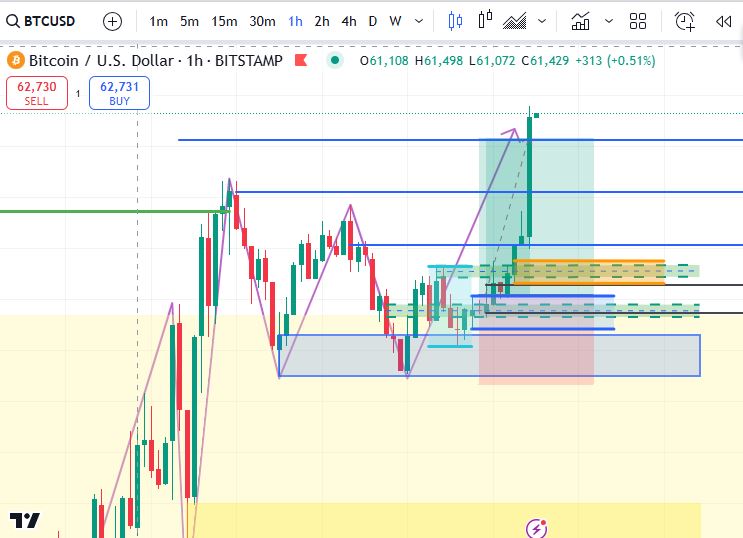 BTCUSD 1m 5m 15m 30m 1h 2h 4h D W
Bitcoin / U.S. Dollar · 1h · BITSTAMP O61,108 H61,498 L61,072 C61,429 +313 (+0.51%)
62,730 1 62,731
SELL BUY